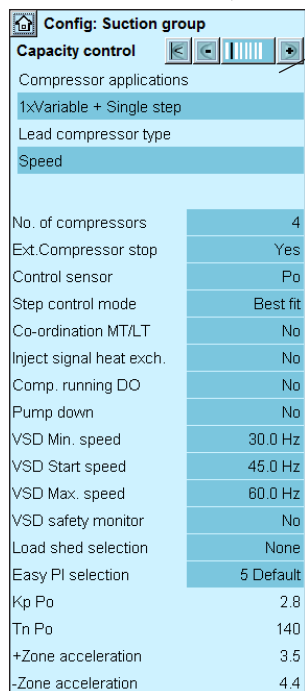 Config: Suction group
Capacity control
Compressor applications
1xVariable + Single step
Lead compressor type
Speed
No. of compressors 4
Ext.Compressor stop Yes
Control sensor Po
Step control mode Best fit
Co-ordination MT/LT No
Inject signal heat exch. No
Comp. running DO No
Pump down No
VSD Min. speed 30.0 Hz
VSD Start speed 45.0 Hz
VSD Max. speed 60.0 Hz
VSD safety monitor No
Load shed selection None
Easy PI selection 5 Default
Kp Po 2.8
Tn Po 140
+Zone acceleration 3.5
-Zone acceleration 4.4